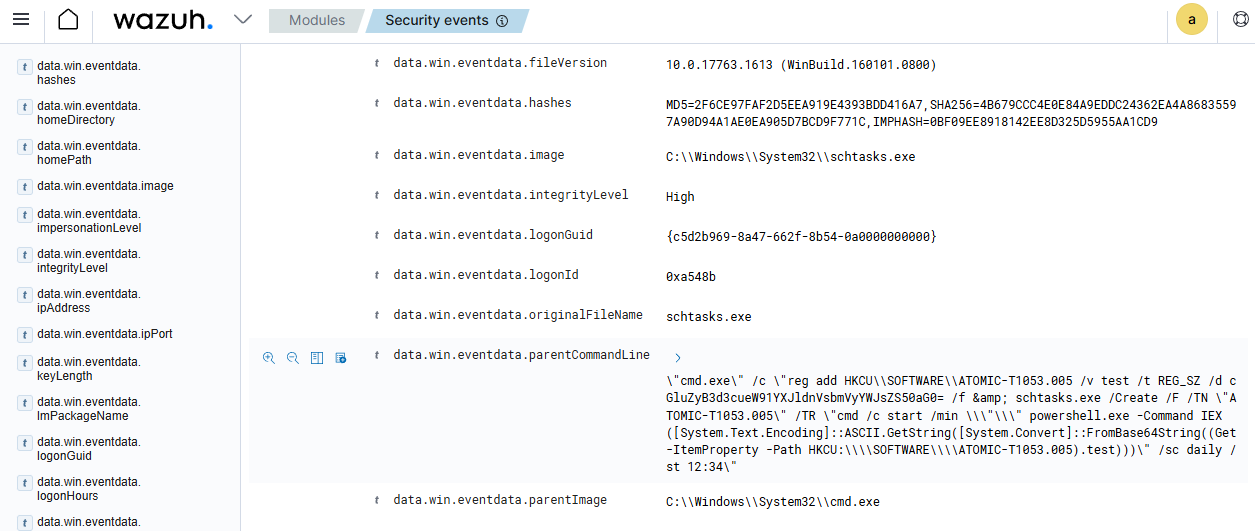 wazuh.
Modules
Security events
a
t data.win.eventdata.
hashes
t data.win.eventdata.
homeDirectory
t data.win.eventdata.
homePath
t data.win.eventdata.image
t data.win.eventdata.
impersonationLevel
t data.win.eventdata.
integrityLevel
t data.win.eventdata.
ipAddress
t data.win.eventdata.ipPort
t data.win.eventdata.
keyLength
t data.win.eventdata.
lmPackageName
t data.win.eventdata.
logonGuid
t data.win.eventdata.
logonHours
t data.win.eventdata.
t data.win.eventdata.fileVersion 10.0.17763.1613 (WinBuild.160101.0800)
t data.win.eventdata.hashes MD5=2F6CE97FAF2D5EEA919E4393BDD416A7,SHA256=4B679CCC4E0E84A9EDDC24362EA4A8683559
7A90D94A1AE0EA905D7BCD9F771C,IMPHASH=0BF09EE8918142EE8D325D5955AA1CD9
t data.win.eventdata.image C:\\Windows\\System32\\schtasks.exe
t data.win.eventdata.integrityLevel High
t data.win.eventdata.logonGuid {c5d2b969-8a47-662f-8b54-0a0000000000}
t data.win.eventdata.logonId 0xa548b
t data.win.eventdata.originalFileName schtasks.exe
t data.win.eventdata.parentCommandLine
\"cmd.exe\" /c \"reg add HKCU\\SOFTWARE\\ATOMIC-T1053.005 /v test /t REG_SZ /d c
GluZyB3d3cueW91YXJldnVsbmVyYWJsZS50aG0= /f &amp; schtasks.exe /Create /F /TN \"A
TOMIC-T1053.005\" /TR \"cmd /c start /min \\\"\\\" powershell.exe -Command IEX
([System.Text.Encoding]::ASCII.GetString([System.Convert]::FromBase64String((Get
-ItemProperty -Path HKCU:\\\\SOFTWARE\\\\ATOMIC-T1053.005).test)))\" /sc daily /
st 12:34\"
t data.win.eventdata.parentImage C:\\Windows\\System32\\cmd.exe